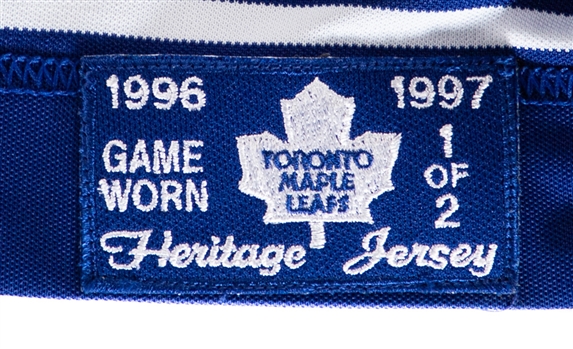 1996
1997
GAME
WORN
TORONTO
MAPLE
LEAFS
1
OF
2
Heritage Jersey